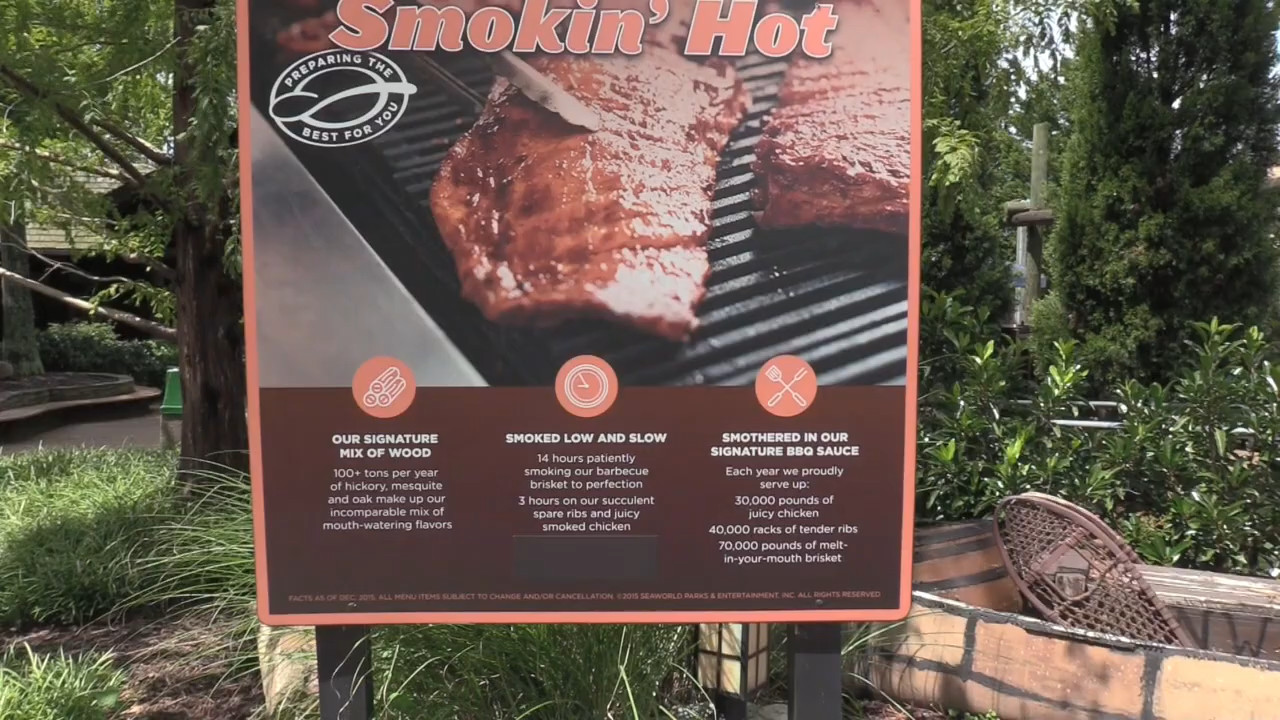 Smokin' Hot
PREPARING THE
BEST FOR YOU
OUR SIGNATURE
MIX OF WOOD
100+ tons per year
of hickory, mesquite
and oak make up our
incomparable mix of
mouth-watering flavors
SMOKED LOW AND SLOW
14 hours patiently
smoking our barbecue
brisket to perfection
3 hours on our succulent
spare ribs and juicy
smoked chicken
SMOTHERED IN OUR
SIGNATURE BBQ SAUCE
Each year we proudly
serve up:
30,000 pounds of
juicy chicken
40,000 racks of tender ribs
70,000 pounds of melt-
in-your-mouth brisket
FACTS AS OF DEC. 2015. ALL MENU ITEMS SUBJECT TO CHANGE AND/OR CANCELLATION. ©2015 SEAWORLD PARKS & ENTERTAINMENT, INC. ALL RIGHTS RESERVED